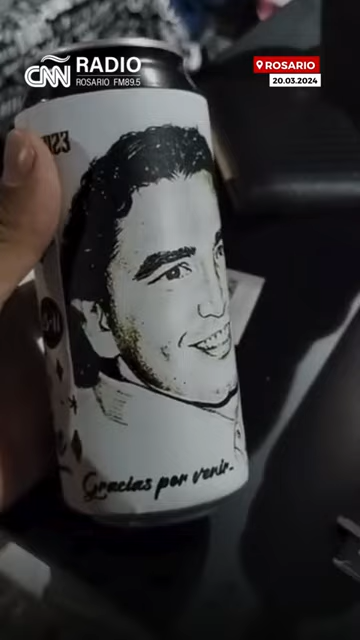 CNN RADIO
ROSARIO FM89.5
ROSARIO
20.03.2024
Gracias por venir.